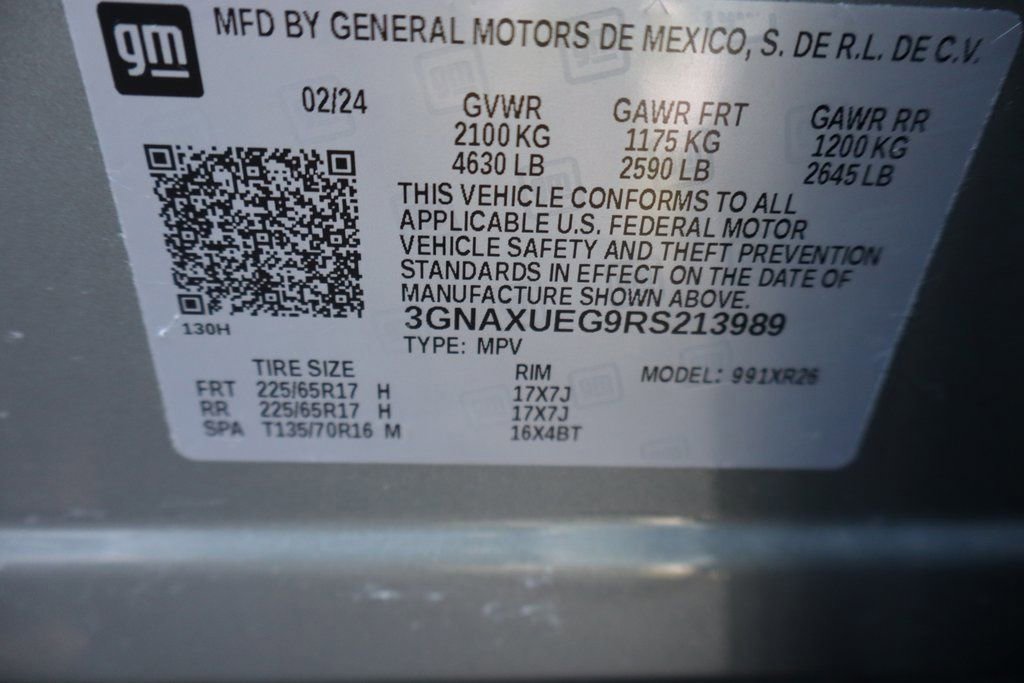 gm
MFD BY GENERAL MOTORS DE MEXICO, S. DE R.L. DE C.V.
02/24 GVWR GAWR FRT GAWR RR
2100 KG 1175 KG 1200 KG
4630 LB 2590 LB 2645 LB
THIS VEHICLE CONFORMS TO ALL
APPLICABLE U.S. FEDERAL MOTOR
VEHICLE SAFETY AND THEFT PREVENTION
STANDARDS IN EFFECT ON THE DATE OF
MANUFACTURE SHOWN ABOVE.
3GNAXUEG9RS213989
130H
TYPE: MPV
TIRE SIZE RIM MODEL: 991XR26
FRT 225/65R17 H 17X7J
RR 225/65R17 H 17X7J
SPA T135/70R16 M 16X4BT